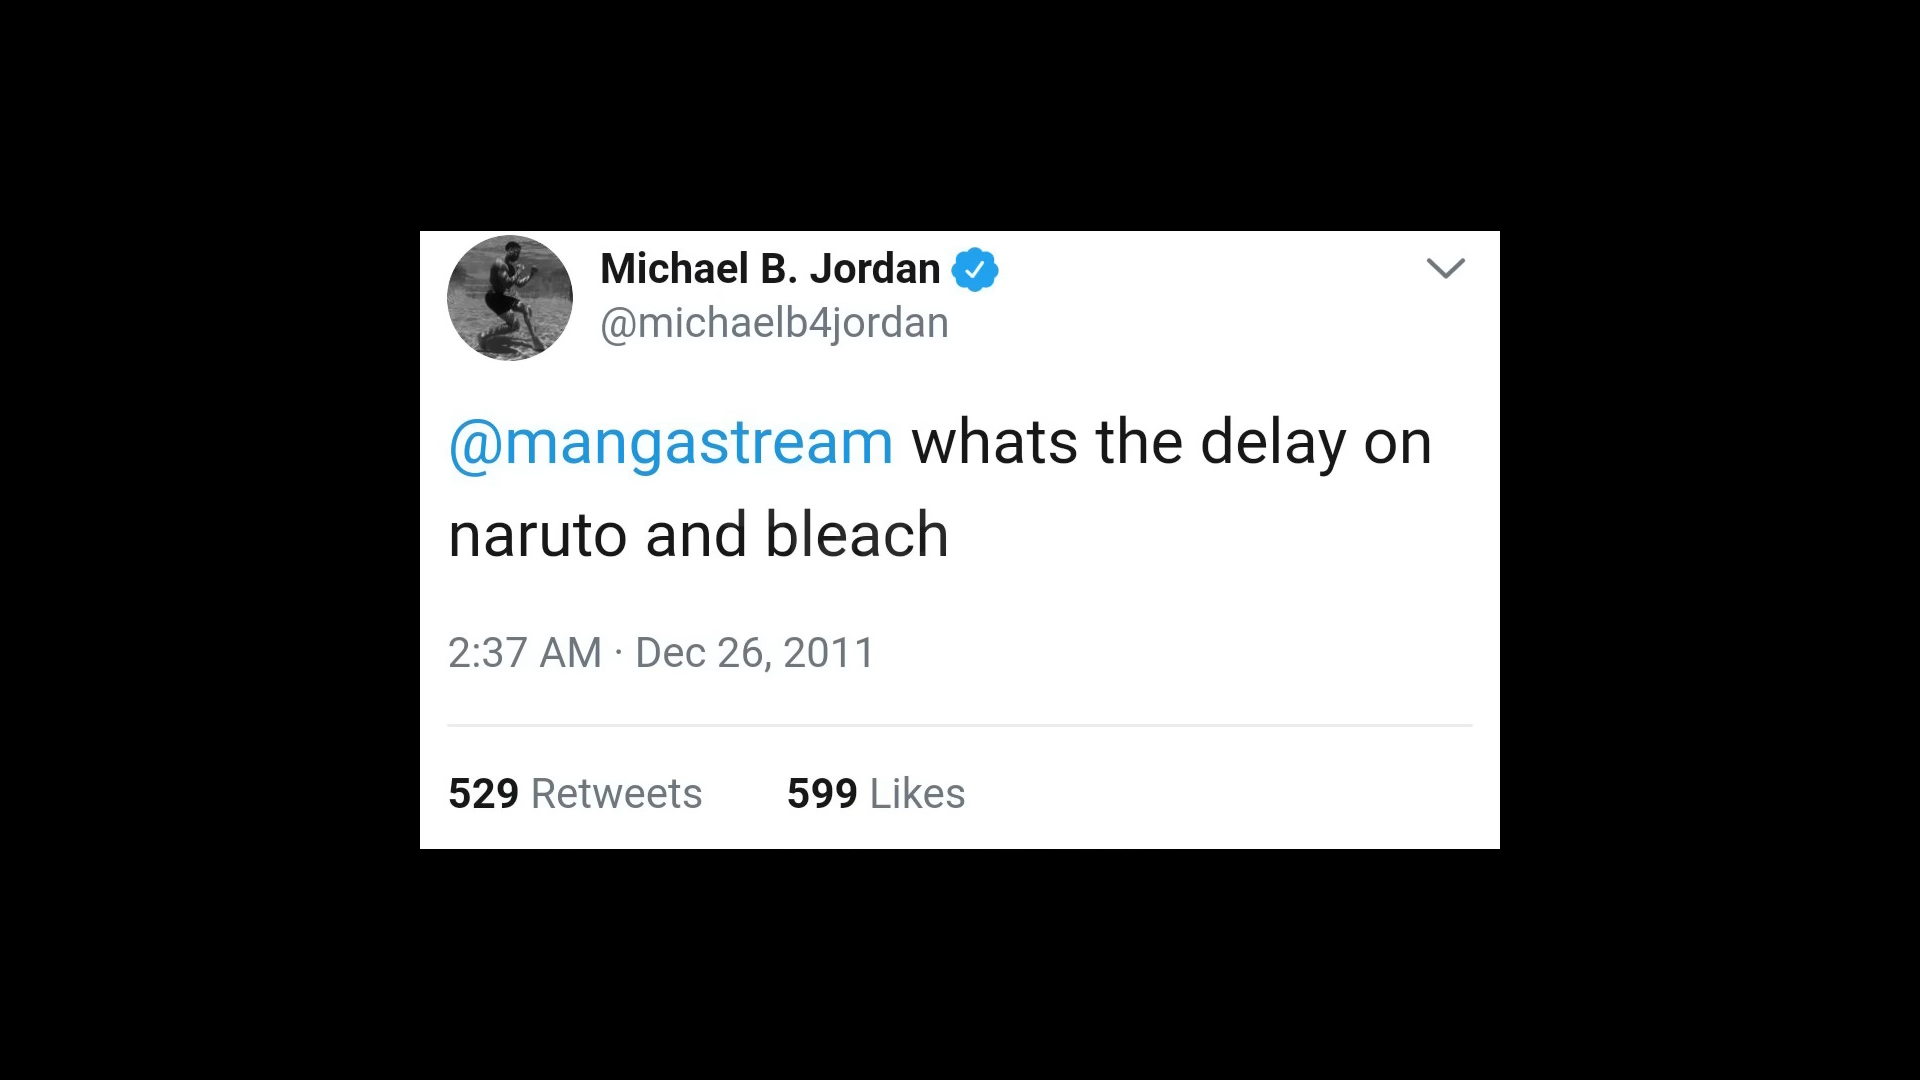 Michael B. Jordan
@michaelb4jordan
@mangastream whats the delay on
naruto and bleach
2:37 AM · Dec 26, 2011
529 Retweets 599 Likes